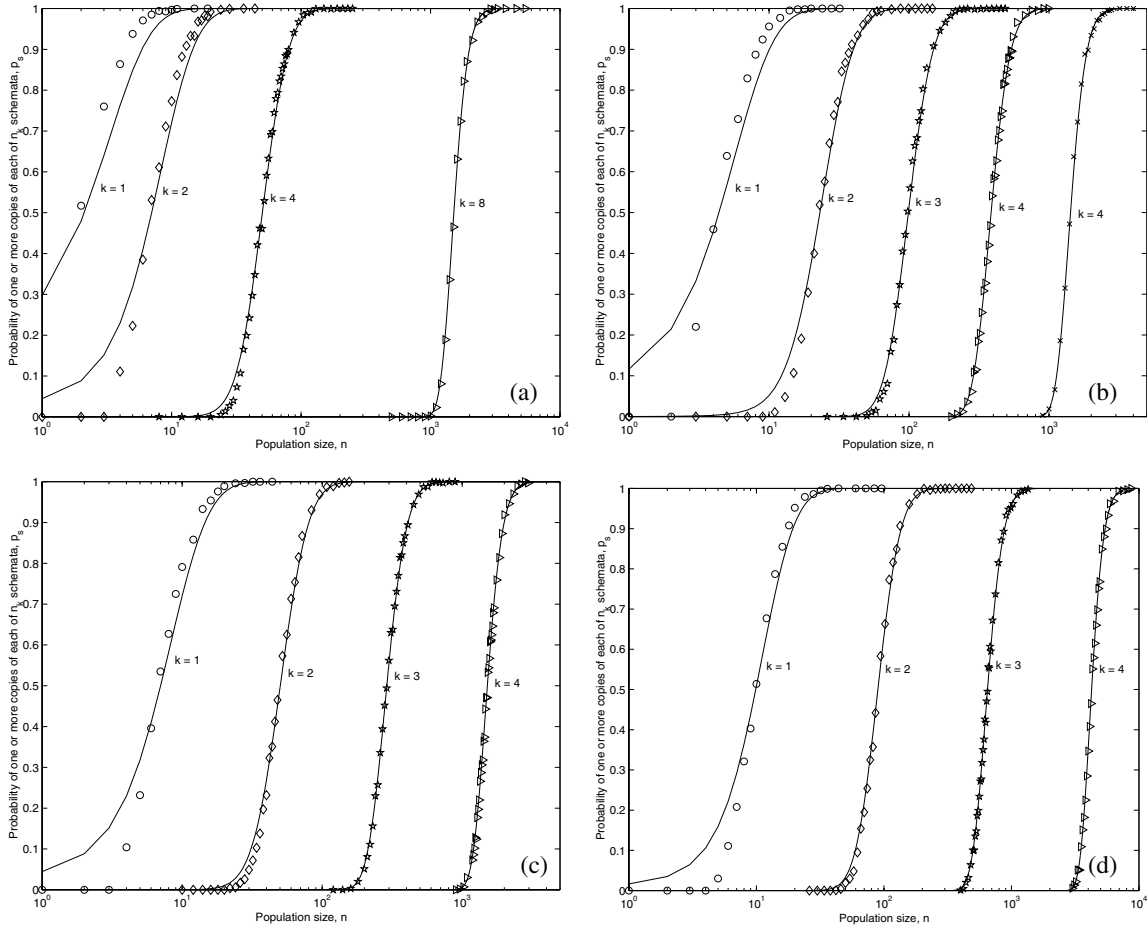 1
0.9
0.8
0.7
0.6
0.5
0.4
0.3
0.2
0.1
0
10^0
10^1
10^2
10^3
10^4
Population size, n
Probability of one or more copies of each of n_k schemata, p_s
k = 1
k = 2
k = 4
k = 8
(a)
1
0.9
0.8
0.7
0.6
0.5
0.4
0.3
0.2
0.1
0
10^0
10^1
10^2
10^3
Population size, n
Probability of one or more copies of each of n_k schemata, p_s
k = 1
k = 2
k = 3
k = 4
k = 4
(b)
1
0.9
0.8
0.7
0.6
0.5
0.4
0.3
0.2
0.1
0
10^0
10^1
10^2
10^3
Population size, n
Probability of one or more copies of each of n_k schemata, p_s
k = 1
k = 2
k = 3
k = 4
(c)
1
0.9
0.8
0.7
0.6
0.5
0.4
0.3
0.2
0.1
0
10^0
10^1
10^2
10^3
10^4
Population size, n
Probability of one or more copies of each of n_k schemata, p_s
k = 1
k = 2
k = 3
k = 4
(d)